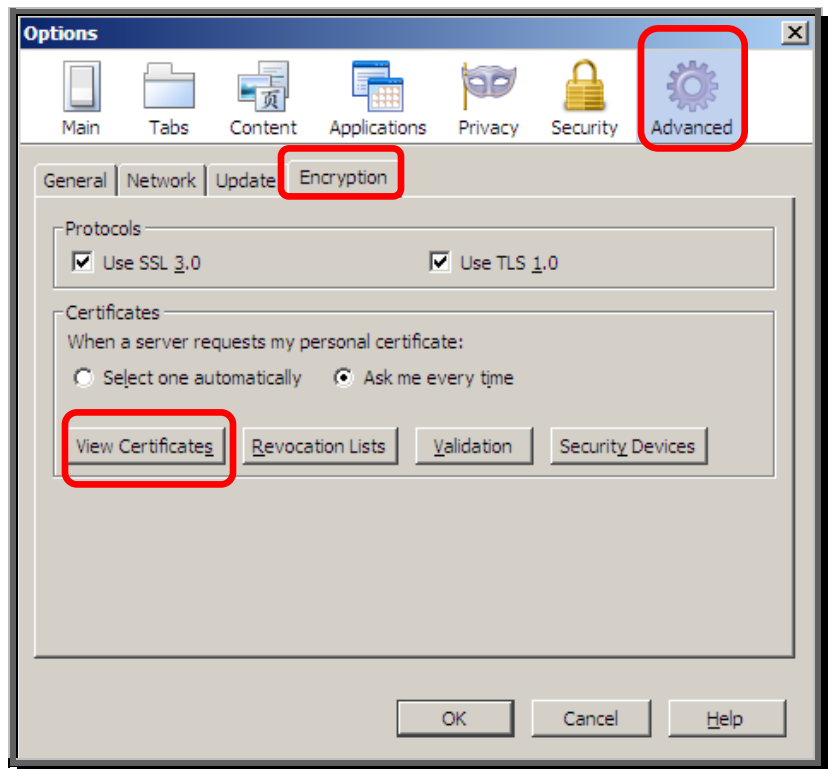 Options
页
Main Tabs Content Applications Privacy Security Advanced
General Network Update Encryption
Protocols
Use SSL 3.0 Use TLS 1.0
Certificates
When a server requests my personal certificate:
Select one automatically Ask me every time
View Certificates Revocation Lists Validation Security Devices
OK Cancel Help